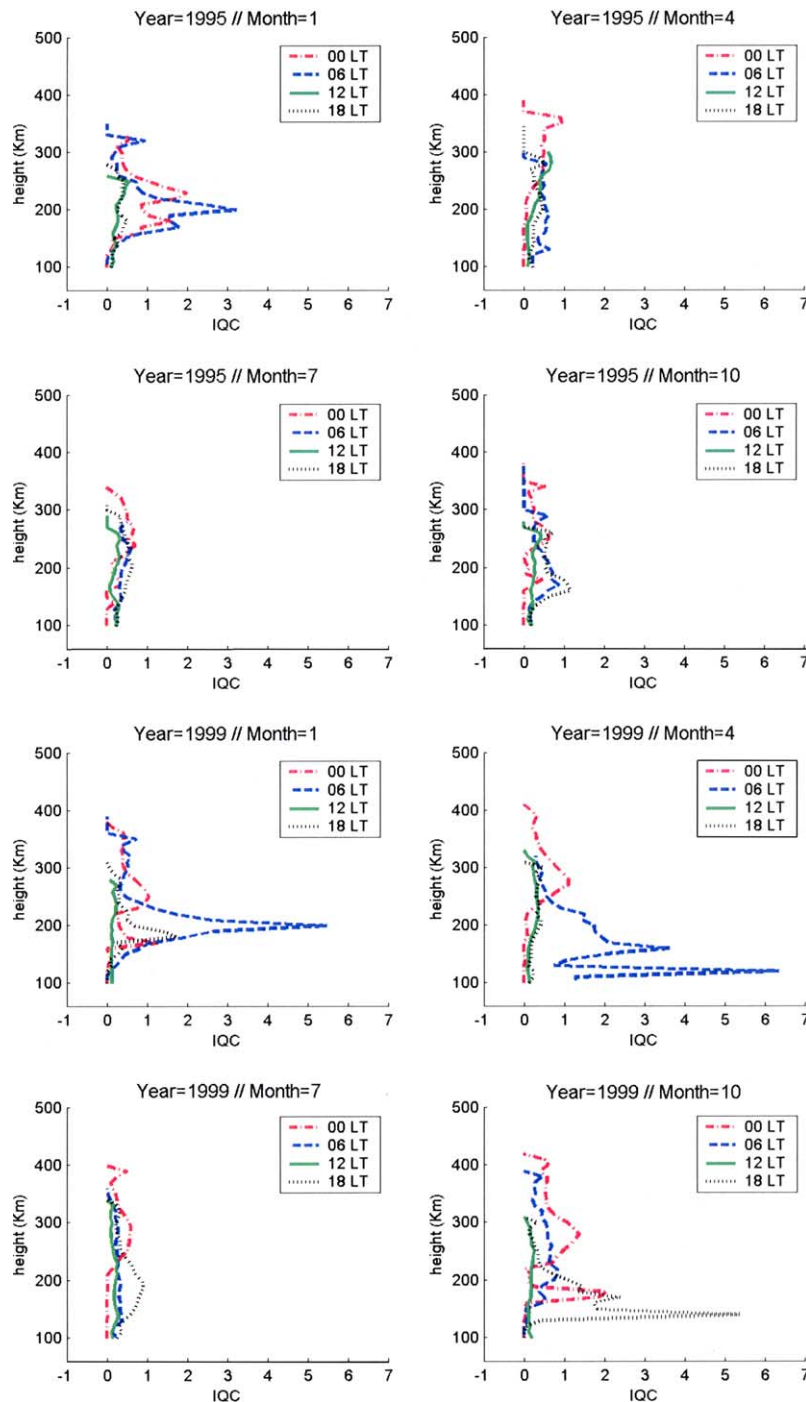 Year=1995 // Month=1
500
400
300
200
100
height (Km)
00 LT
06 LT
12 LT
18 LT
-1 0 1 2 3 4 5 6 7
IQC
Year=1995 // Month=4
500
400
300
200
100
height (Km)
00 LT
06 LT
12 LT
18 LT
-1 0 1 2 3 4 5 6 7
IQC
Year=1995 // Month=7
500
400
300
200
100
height (Km)
00 LT
06 LT
12 LT
18 LT
-1 0 1 2 3 4 5 6 7
IQC
Year=1995 // Month=10
500
400
300
200
100
height (Km)
00 LT
06 LT
12 LT
18 LT
-1 0 1 2 3 4 5 6 7
IQC
Year=1999 // Month=1
500
400
300
200
100
height (Km)
00 LT
06 LT
12 LT
18 LT
-1 0 1 2 3 4 5 6 7
IQC
Year=1999 // Month=4
500
400
300
200
100
height (Km)
00 LT
06 LT
12 LT
18 LT
-1 0 1 2 3 4 5 6 7
IQC
Year=1999 // Month=7
500
400
300
200
100
height (Km)
00 LT
06 LT
12 LT
18 LT
-1 0 1 2 3 4 5 6 7
IQC
Year=1999 // Month=10
500
400
300
200
100
height (Km)
00 LT
06 LT
12 LT
18 LT
-1 0 1 2 3 4 5 6 7
IQC